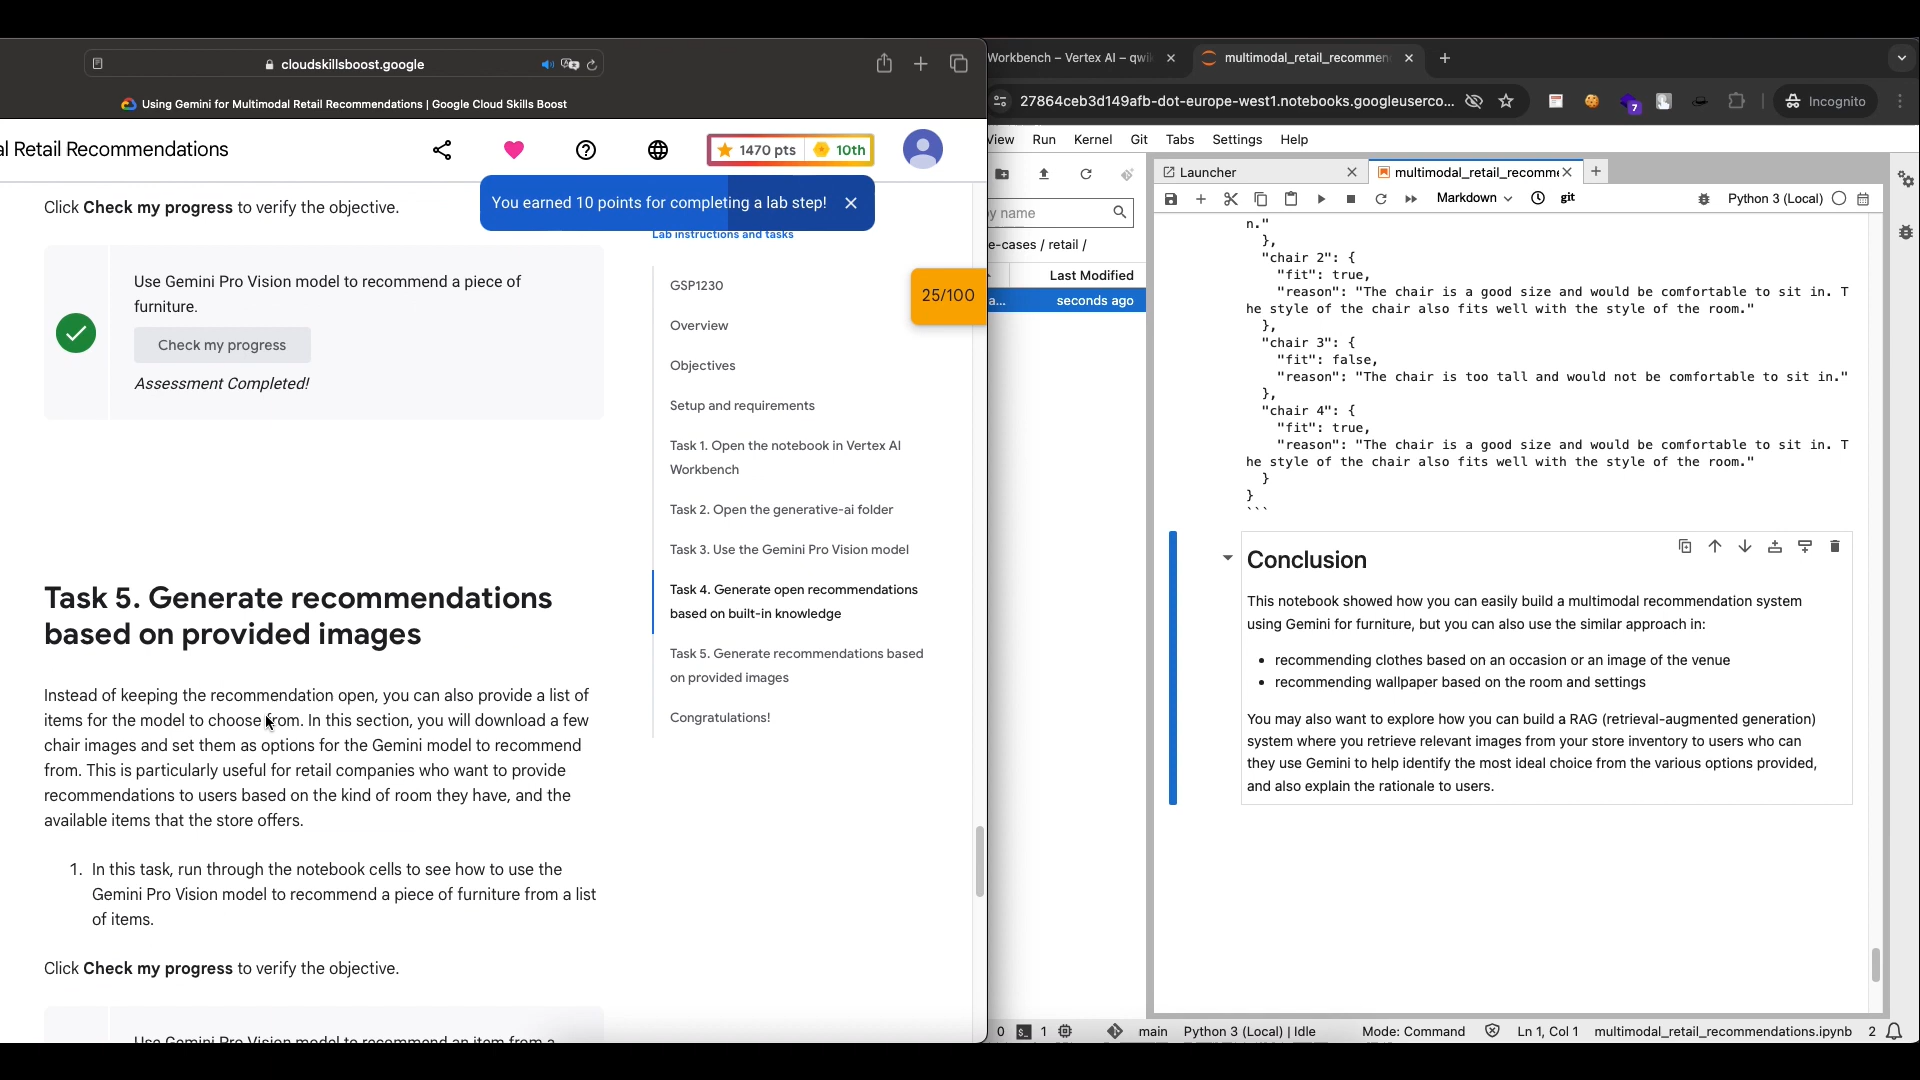 cloudskillsboost.google
Using Gemini for Multimodal Retail Recommendations | Google Cloud Skills Boost
al Retail Recommendations
1470 pts
10th
You earned 10 points for completing a lab step!
Click Check my progress to verify the objective.
Use Gemini Pro Vision model to recommend a piece of
furniture.
Check my progress
Assessment Completed!
Task 5. Generate recommendations
based on provided images
Instead of keeping the recommendation open, you can also provide a list of
items for the model to choose from. In this section, you will download a few
chair images and set them as options for the Gemini model to recommend
from. This is particularly useful for retail companies who want to provide
recommendations to users based on the kind of room they have, and the
available items that the store offers.
1. In this task, run through the notebook cells to see how to use the
Gemini Pro Vision model to recommend a piece of furniture from a list
of items.
Click Check my progress to verify the objective.
Use Gemini Pro Vision model to recommend an item from a
Lab instructions and tasks
GSP1230
Overview
Objectives
Setup and requirements
Task 1. Open the notebook in Vertex AI
Workbench
Task 2. Open the generative-ai folder
Task 3. Use the Gemini Pro Vision model
Task 4. Generate open recommendations
based on built-in knowledge
Task 5. Generate recommendations based
on provided images
Congratulations!
25/100
Workbench – Vertex AI – qwik
multimodal_retail_recommen
27864ceb3d149afb-dot-europe-west1.notebooks.googleuserco...
7
Incognito
View Run Kernel Git Tabs Settings Help
by name
e-cases / retail /
Last Modified
a... seconds ago
Launcher
multimodal_retail_recomme
Markdown
git
Python 3 (Local)
n."
},
"chair 2": {
"fit": true,
"reason": "The chair is a good size and would be comfortable to sit in. T
he style of the chair also fits well with the style of the room."
},
"chair 3": {
"fit": false,
"reason": "The chair is too tall and would not be comfortable to sit in."
},
"chair 4": {
"fit": true,
"reason": "The chair is a good size and would be comfortable to sit in. T
he style of the chair also fits well with the style of the room."
}
}
```
Conclusion
This notebook showed how you can easily build a multimodal recommendation system
using Gemini for furniture, but you can also use the similar approach in:
• recommending clothes based on an occasion or an image of the venue
• recommending wallpaper based on the room and settings
You may also want to explore how you can build a RAG (retrieval-augmented generation)
system where you retrieve relevant images from your store inventory to users who can
they use Gemini to help identify the most ideal choice from the various options provided,
and also explain the rationale to users.
0 1 main Python 3 (Local) | Idle Mode: Command Ln 1, Col 1 multimodal_retail_recommendations.ipynb 2